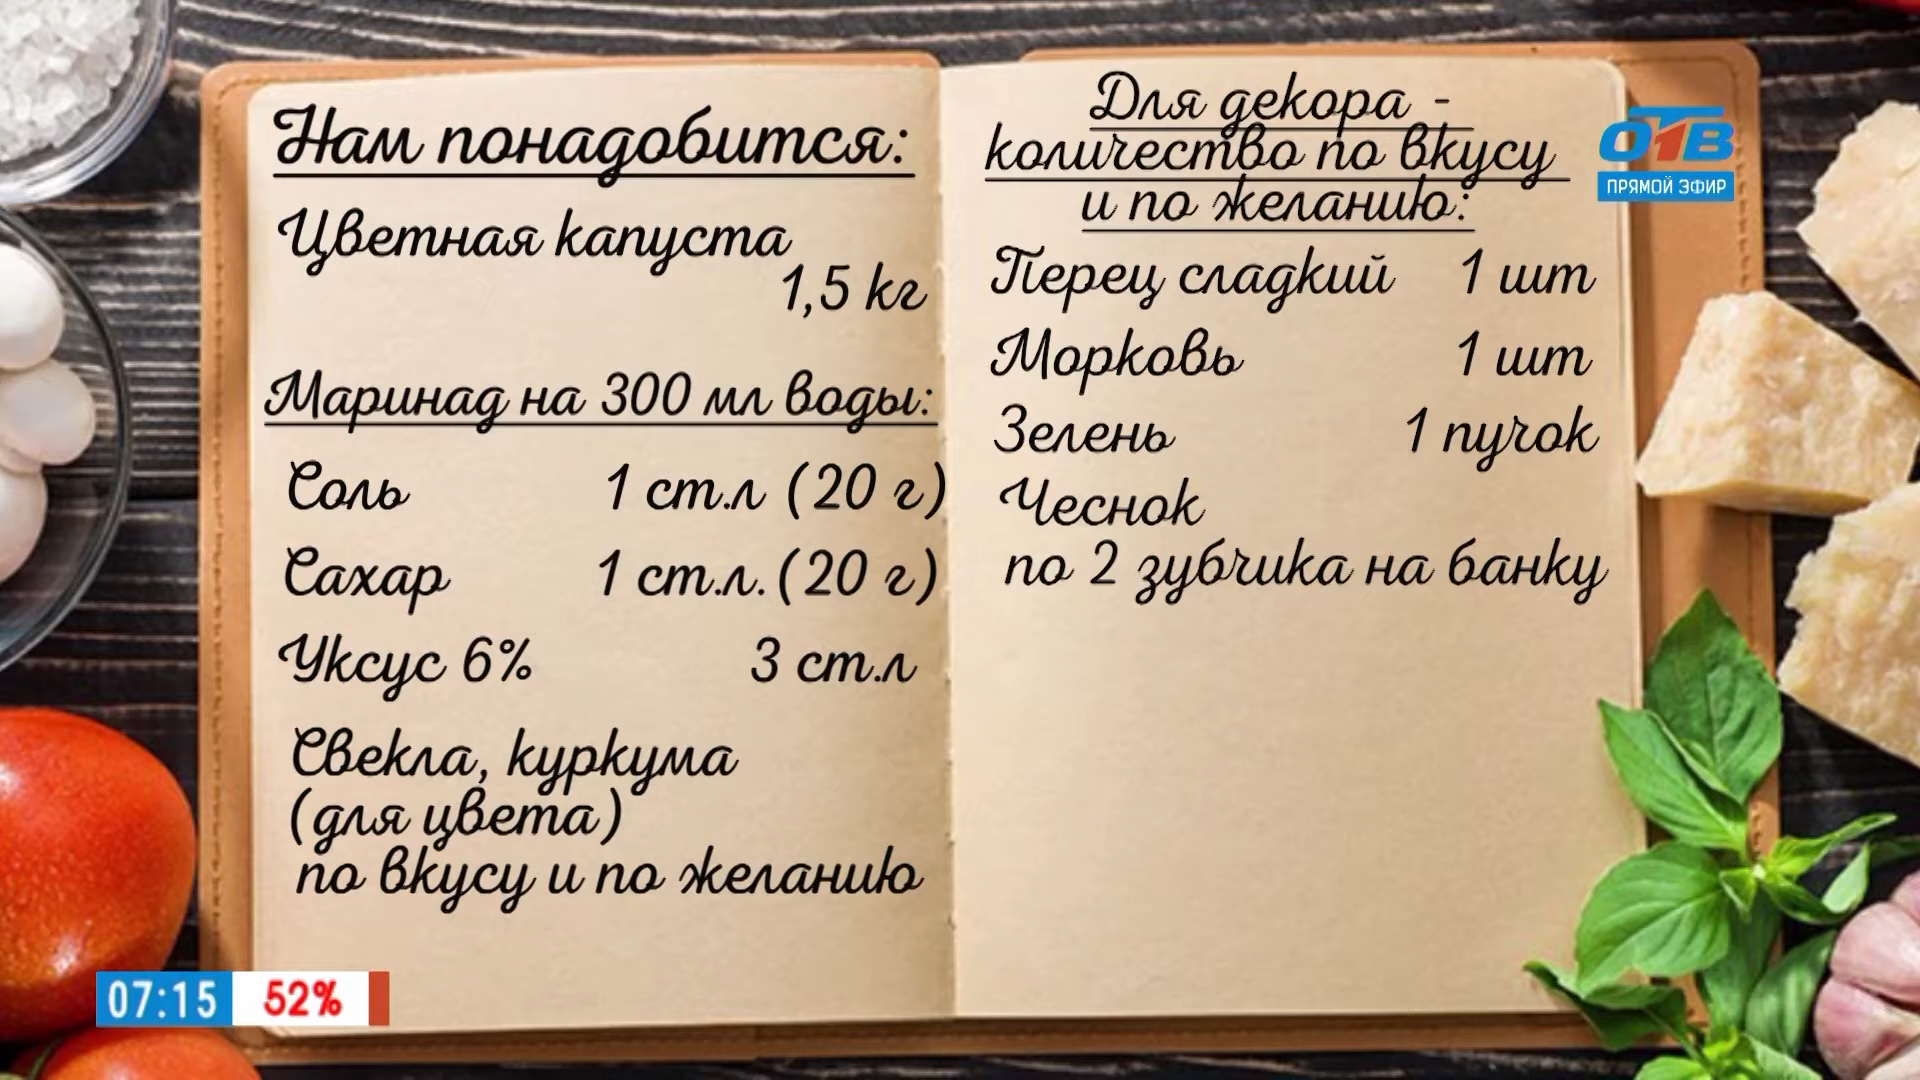 Нам понадобится:
Цветная капуста
1,5 кг
Маринад на 300 мл воды:
Соль 1 ст.л (20 г)
Сахар 1 ст.л. (20 г)
Уксус 6% 3 ст.л
Свекла, куркума
(для цвета)
по вкусу и по желанию
Для декора -
количество по вкусу
и по желанию:
Перец сладкий 1 шт
Морковь 1 шт
Зелень 1 пучок
Чеснок
по 2 зубчика на банку
ОТВ
ПРЯМОЙ ЭФИР
07:15 52%